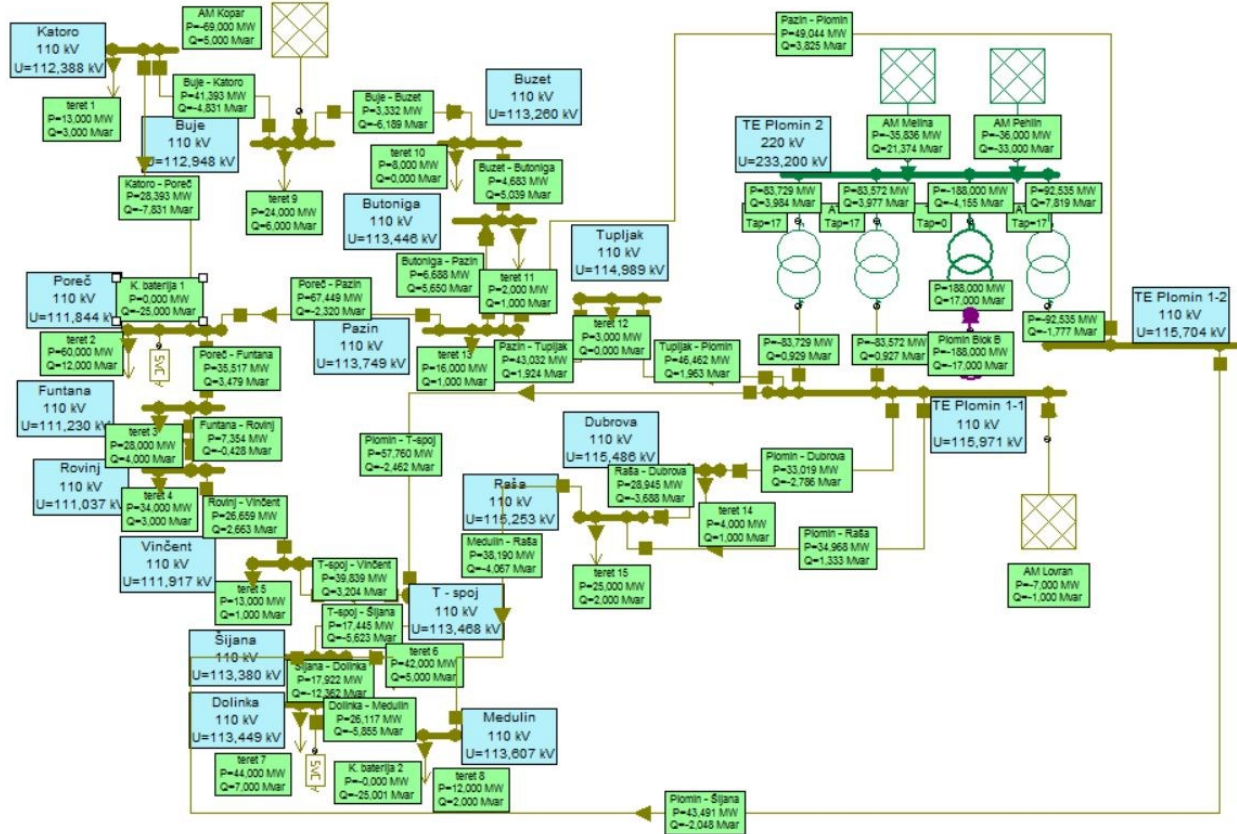 AM Kopar
P=-69,000 MW
Q=5,000 Mvar
Katoro
110 kV
U=112,388 kV
Pazin - Plomin
P=49,044 MW
Q=3,825 Mvar
teret 1
P=13,000 MW
Q=3,000 Mvar
Buje - Katoro
P=41,393 MW
Q=-4,831 Mvar
Buje
110 kV
U=112,948 kV
Buje - Buzet
P=3,332 MW
Q=-6,189 Mvar
Buzet
110 kV
U=113,260 kV
TE Plomin 2
220 kV
U=233,200 kV
AM Melina
P=-35,836 MW
Q=21,374 Mvar
AM Pehlin
P=-36,000 MW
Q=-33,000 Mvar
Katoro - Poreč
P=28,393 MW
Q=-7,831 Mvar
teret 9
P=24,000 MW
Q=6,000 Mvar
teret 10
P=8,000 MW
Q=0,000 Mvar
Buzet - Butoniga
P=4,683 MW
Q=5,039 Mvar
Butoniga
110 kV
U=113,446 kV
P=83,729 MW
Q=3,984 Mvar
Tap=17
P=83,572 MW
Q=3,977 Mvar
Tap=17
P=-188,000 MW
Q=-4,155 Mvar
Tap=0
P=92,535 MW
Q=7,819 Mvar
Tap=17
Tupljak
110 kV
U=114,989 kV
Butoniga - Pazin
P=6,688 MW
Q=5,650 Mvar
teret 11
P=2,000 MW
Q=1,000 Mvar
Poreč
110 kV
U=111,844 kV
K. baterija 1
P=0,000 MW
Q=-25,000 Mvar
Poreč - Pazin
P=67,449 MW
Q=-2,320 Mvar
P=188,000 MW
Q=17,000 Mvar
TE Plomin 1-2
110 kV
U=115,704 kV
teret 2
P=60,000 MW
Q=12,000 Mvar
SVC
Poreč - Funtana
P=35,517 MW
Q=3,479 Mvar
Pazin
110 kV
U=113,749 kV
teret 13
P=16,000 MW
Q=1,000 Mvar
Pazin - Tupljak
P=43,032 MW
Q=1,924 Mvar
teret 12
P=3,000 MW
Q=0,000 Mvar
Tupljak - Plomin
P=46,462 MW
Q=1,963 Mvar
P=-83,729 MW
Q=0,929 Mvar
P=-83,572 MW
Q=0,927 Mvar
Plomin Blok B
P=-188,000 MW
Q=-17,000 Mvar
P=-92,535 MW
Q=-1,777 Mvar
Funtana
110 kV
U=111,230 kV
teret 3
P=28,000 MW
Q=4,000 Mvar
Funtana - Rovinj
P=7,354 MW
Q=-0,428 Mvar
Plomin - T-spoj
P=57,760 MW
Q=-2,462 Mvar
Dubrova
110 kV
U=115,486 kV
Plomin - Dubrova
P=33,019 MW
Q=-2,786 Mvar
TE Plomin 1-1
110 kV
U=115,971 kV
Rovinj
110 kV
U=111,037 kV
teret 4
P=34,000 MW
Q=3,000 Mvar
Rovinj - Vinčent
P=26,659 MW
Q=2,663 Mvar
Raša
110 kV
U=115,253 kV
Raša - Dubrova
P=28,945 MW
Q=-3,688 Mvar
teret 14
P=4,000 MW
Q=1,000 Mvar
Plomin - Raša
P=34,968 MW
Q=1,333 Mvar
Medulin - Raša
P=38,190 MW
Q=-4,067 Mvar
Vinčent
110 kV
U=111,917 kV
teret 5
P=13,000 MW
Q=1,000 Mvar
T-spoj - Vinčent
P=39,839 MW
Q=3,204 Mvar
T - spoj
110 kV
U=113,468 kV
teret 15
P=25,000 MW
Q=2,000 Mvar
AM Lovran
P=-7,000 MW
Q=-1,000 Mvar
T-spoj - Šijana
P=17,445 MW
Q=-5,623 Mvar
Šijana
110 kV
U=113,380 kV
Šijana - Dolinka
P=17,922 MW
Q=-12,362 Mvar
teret 6
P=42,000 MW
Q=5,000 Mvar
Dolinka
110 kV
U=113,449 kV
Dolinka - Medulin
P=26,117 MW
Q=-5,855 Mvar
Medulin
110 kV
U=113,607 kV
teret 7
P=44,000 MW
Q=7,000 Mvar
SVC
K. baterija 2
P=-0,000 MW
Q=-25,001 Mvar
teret 8
P=12,000 MW
Q=2,000 Mvar
Plomin - Šijana
P=43,491 MW
Q=-2,048 Mvar